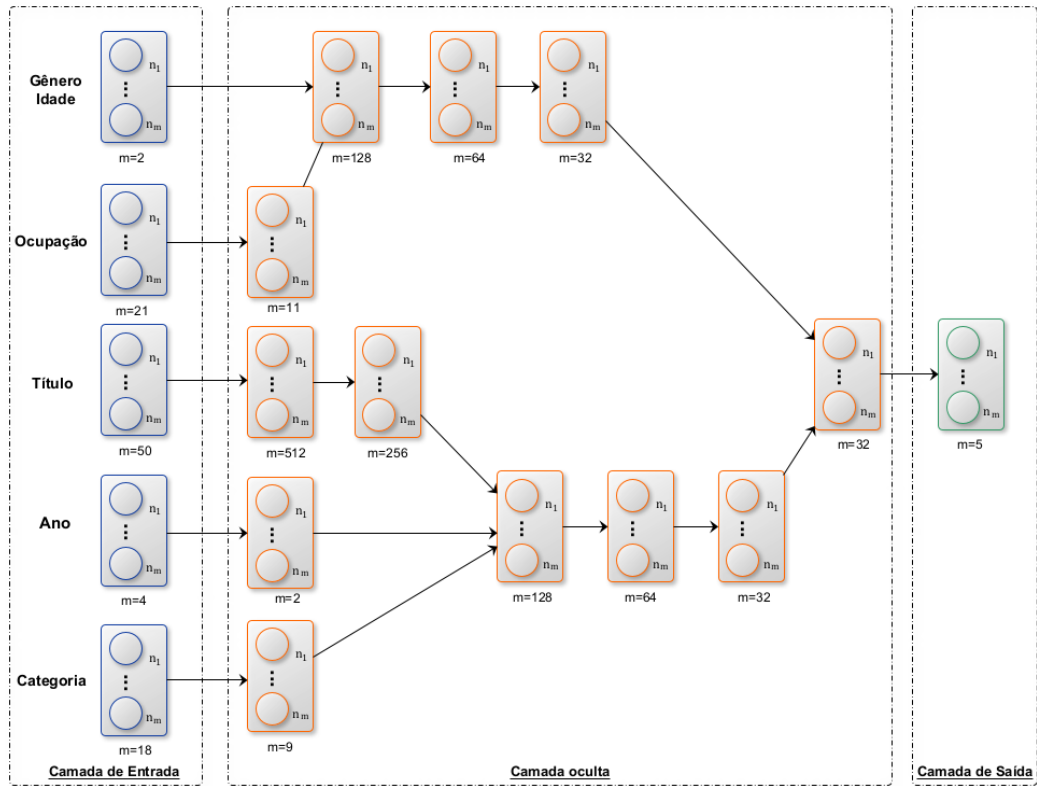 Gênero
Idade
n1
nm
m=2
n1
nm
m=128
n1
nm
m=64
n1
nm
m=32
Ocupação
n1
nm
m=21
n1
nm
m=11
Título
n1
nm
m=50
n1
nm
m=512
n1
nm
m=256
n1
nm
m=32
n1
nm
m=5
Ano
n1
nm
m=4
n1
nm
m=2
n1
nm
m=128
n1
nm
m=64
n1
nm
m=32
Categoria
n1
nm
m=18
n1
nm
m=9
Camada de Entrada
Camada oculta
Camada de Saída